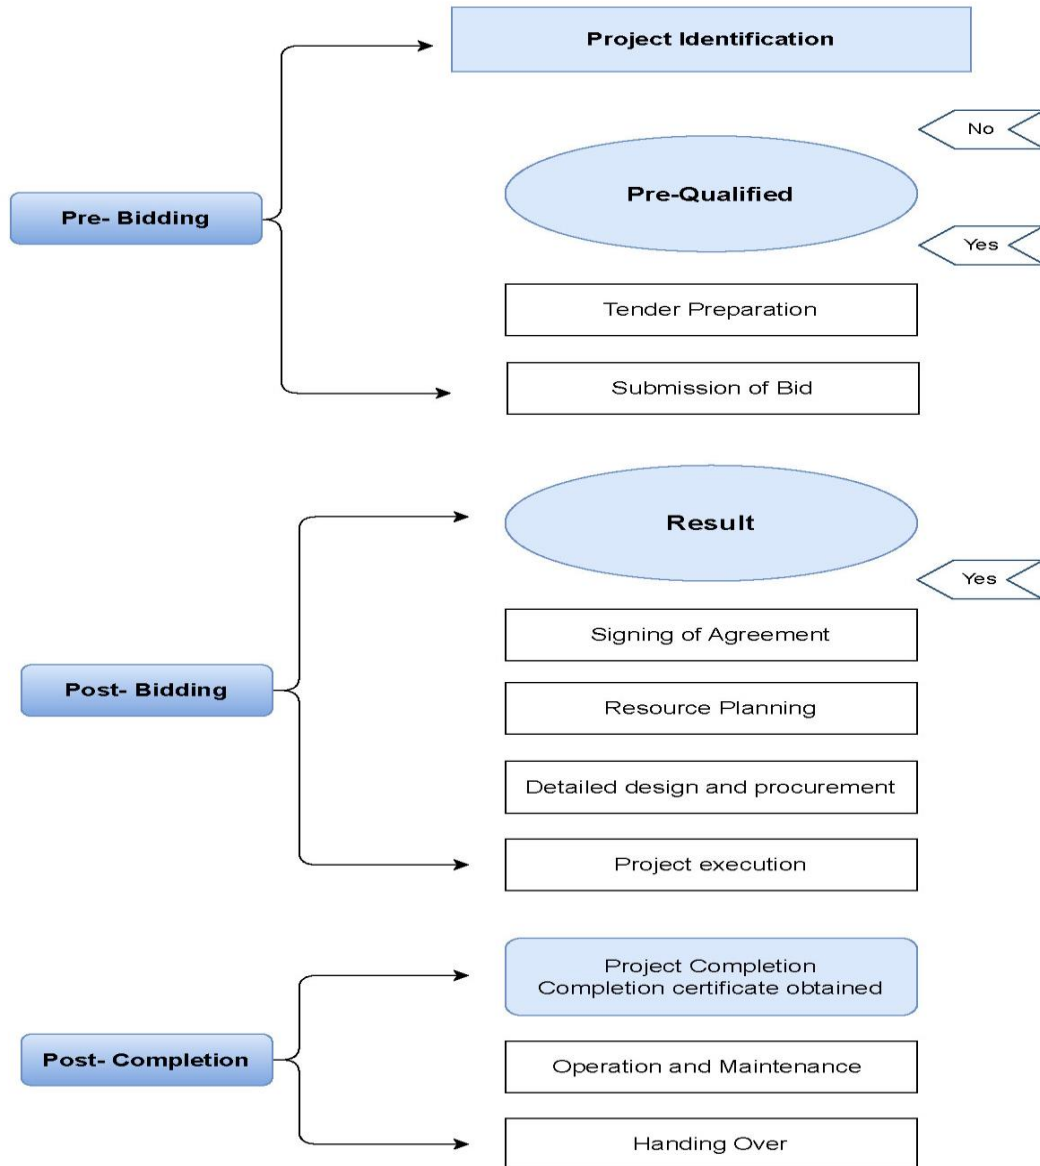 Project Identification
No
Pre-Qualified
Pre- Bidding
Yes
Tender Preparation
Submission of Bid
Result
Yes
Signing of Agreement
Post- Bidding
Resource Planning
Detailed design and procurement
Project execution
Project Completion
Completion certificate obtained
Post- Completion
Operation and Maintenance
Handing Over